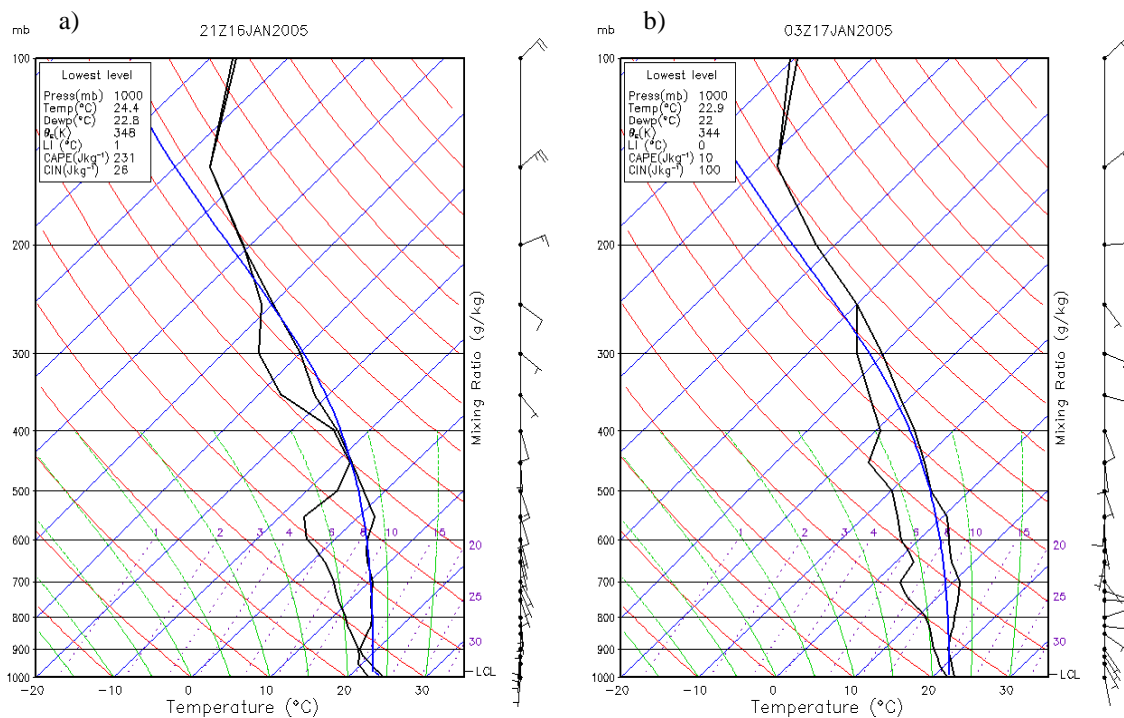 a)
mb
21Z16JAN2005
100
Lowest level
Press(mb) 1000
Temp(°C) 24.4
Dewp(°C) 22.8
θE(K) 348
LI (°C) 1
CAPE(Jkg⁻¹) 231
CIN(Jkg⁻¹) 26
200
300
400
500
600
700
800
900
1000
1
2
3
4
6
8
10
15
20
25
30
Mixing Ratio (g/kg)
LCL
-20
-10
0
10
20
30
Temperature (°C)
b)
mb
03Z17JAN2005
100
Lowest level
Press(mb) 1000
Temp(°C) 22.9
Dewp(°C) 22
θE(K) 344
LI (°C) 0
CAPE(Jkg⁻¹) 10
CIN(Jkg⁻¹) 100
200
300
400
500
600
700
800
900
1000
1
2
3
4
6
8
10
15
20
25
30
Mixing Ratio (g/kg)
LCL
-20
-10
0
10
20
30
Temperature (°C)